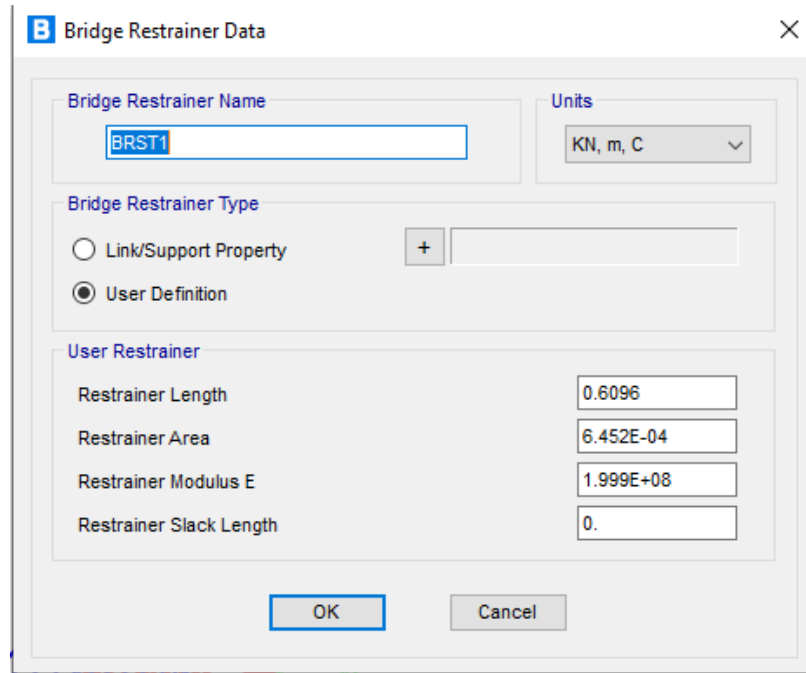 B Bridge Restrainer Data
Bridge Restrainer Name
Units
BRST1
KN, m, C
Bridge Restrainer Type
Link/Support Property
+
User Definition
User Restrainer
Restrainer Length 0.6096
Restrainer Area 6.452E-04
Restrainer Modulus E 1.999E+08
Restrainer Slack Length 0.
OK Cancel